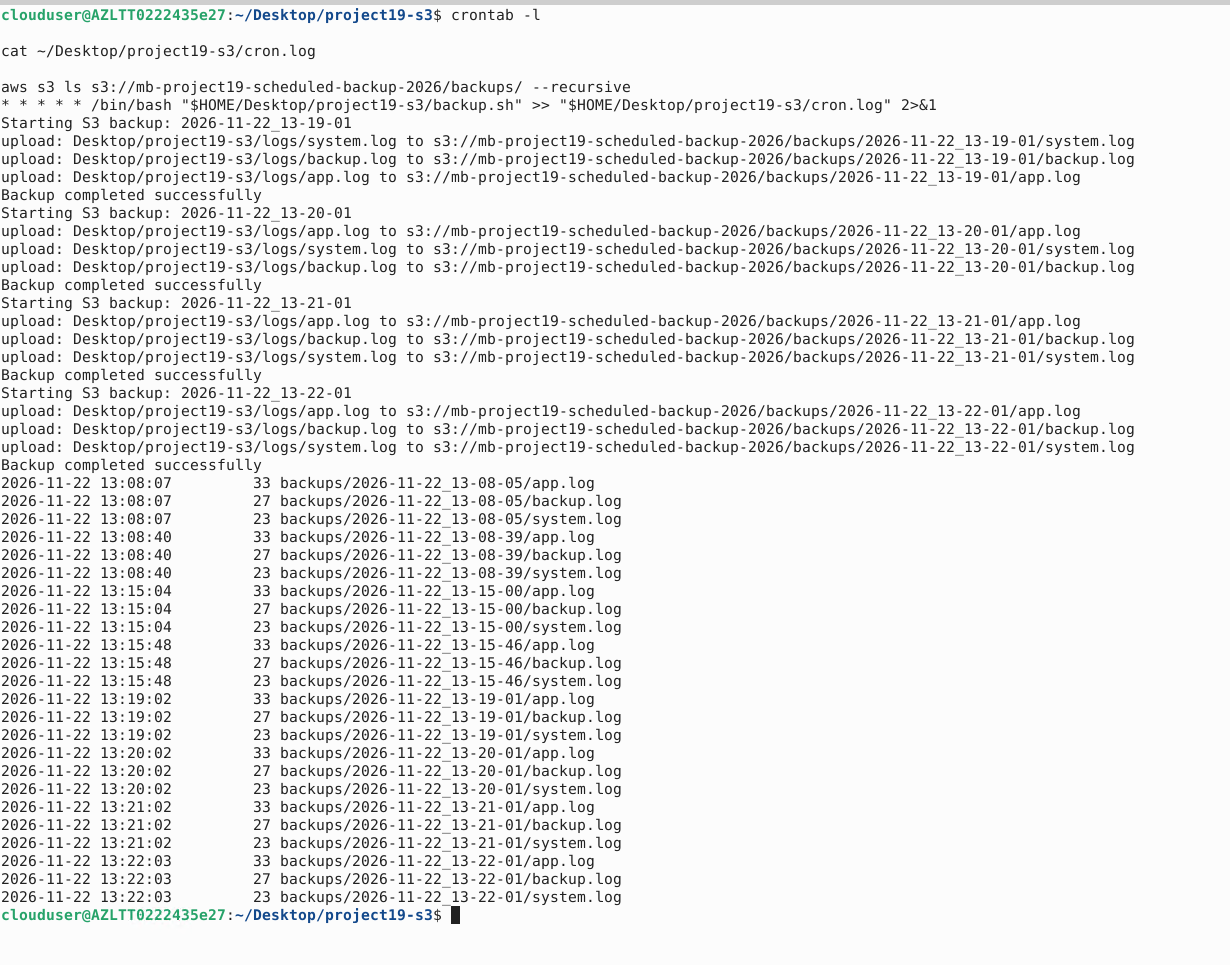 clouduser@AZLTT0222435e27:~/Desktop/project19-s3$ crontab -l

cat ~/Desktop/project19-s3/cron.log

aws s3 ls s3://mb-project19-scheduled-backup-2026/backups/ --recursive
* * * * * /bin/bash "$HOME/Desktop/project19-s3/backup.sh" >> "$HOME/Desktop/project19-s3/cron.log" 2>&1
Starting S3 backup: 2026-11-22_13-19-01
upload: Desktop/project19-s3/logs/system.log to s3://mb-project19-scheduled-backup-2026/backups/2026-11-22_13-19-01/system.log
upload: Desktop/project19-s3/logs/backup.log to s3://mb-project19-scheduled-backup-2026/backups/2026-11-22_13-19-01/backup.log
upload: Desktop/project19-s3/logs/app.log to s3://mb-project19-scheduled-backup-2026/backups/2026-11-22_13-19-01/app.log
Backup completed successfully
Starting S3 backup: 2026-11-22_13-20-01
upload: Desktop/project19-s3/logs/app.log to s3://mb-project19-scheduled-backup-2026/backups/2026-11-22_13-20-01/app.log
upload: Desktop/project19-s3/logs/system.log to s3://mb-project19-scheduled-backup-2026/backups/2026-11-22_13-20-01/system.log
upload: Desktop/project19-s3/logs/backup.log to s3://mb-project19-scheduled-backup-2026/backups/2026-11-22_13-20-01/backup.log
Backup completed successfully
Starting S3 backup: 2026-11-22_13-21-01
upload: Desktop/project19-s3/logs/app.log to s3://mb-project19-scheduled-backup-2026/backups/2026-11-22_13-21-01/app.log
upload: Desktop/project19-s3/logs/backup.log to s3://mb-project19-scheduled-backup-2026/backups/2026-11-22_13-21-01/backup.log
upload: Desktop/project19-s3/logs/system.log to s3://mb-project19-scheduled-backup-2026/backups/2026-11-22_13-21-01/system.log
Backup completed successfully
Starting S3 backup: 2026-11-22_13-22-01
upload: Desktop/project19-s3/logs/app.log to s3://mb-project19-scheduled-backup-2026/backups/2026-11-22_13-22-01/app.log
upload: Desktop/project19-s3/logs/backup.log to s3://mb-project19-scheduled-backup-2026/backups/2026-11-22_13-22-01/backup.log
upload: Desktop/project19-s3/logs/system.log to s3://mb-project19-scheduled-backup-2026/backups/2026-11-22_13-22-01/system.log
Backup completed successfully
2026-11-22 13:08:07         33 backups/2026-11-22_13-08-05/app.log
2026-11-22 13:08:07         27 backups/2026-11-22_13-08-05/backup.log
2026-11-22 13:08:07         23 backups/2026-11-22_13-08-05/system.log
2026-11-22 13:08:40         33 backups/2026-11-22_13-08-39/app.log
2026-11-22 13:08:40         27 backups/2026-11-22_13-08-39/backup.log
2026-11-22 13:08:40         23 backups/2026-11-22_13-08-39/system.log
2026-11-22 13:15:04         33 backups/2026-11-22_13-15-00/app.log
2026-11-22 13:15:04         27 backups/2026-11-22_13-15-00/backup.log
2026-11-22 13:15:04         23 backups/2026-11-22_13-15-00/system.log
2026-11-22 13:15:48         33 backups/2026-11-22_13-15-46/app.log
2026-11-22 13:15:48         27 backups/2026-11-22_13-15-46/backup.log
2026-11-22 13:15:48         23 backups/2026-11-22_13-15-46/system.log
2026-11-22 13:19:02         33 backups/2026-11-22_13-19-01/app.log
2026-11-22 13:19:02         27 backups/2026-11-22_13-19-01/backup.log
2026-11-22 13:19:02         23 backups/2026-11-22_13-19-01/system.log
2026-11-22 13:20:02         33 backups/2026-11-22_13-20-01/app.log
2026-11-22 13:20:02         27 backups/2026-11-22_13-20-01/backup.log
2026-11-22 13:20:02         23 backups/2026-11-22_13-20-01/system.log
2026-11-22 13:21:02         33 backups/2026-11-22_13-21-01/app.log
2026-11-22 13:21:02         27 backups/2026-11-22_13-21-01/backup.log
2026-11-22 13:21:02         23 backups/2026-11-22_13-21-01/system.log
2026-11-22 13:22:03         33 backups/2026-11-22_13-22-01/app.log
2026-11-22 13:22:03         27 backups/2026-11-22_13-22-01/backup.log
2026-11-22 13:22:03         23 backups/2026-11-22_13-22-01/system.log
clouduser@AZLTT0222435e27:~/Desktop/project19-s3$